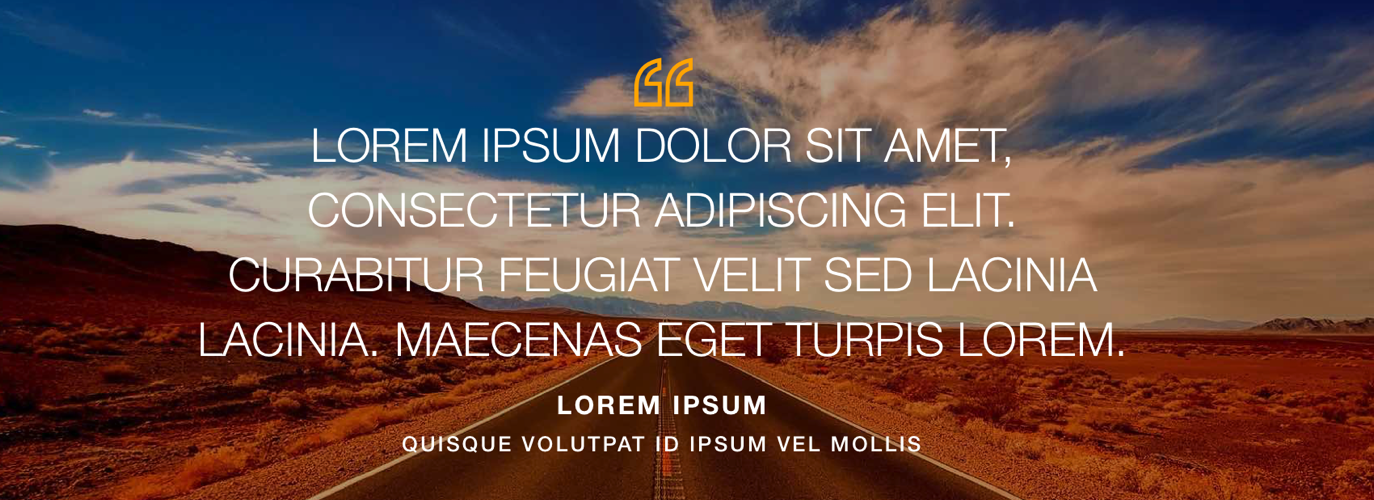 LOREM IPSUM DOLOR SIT AMET,
CONSECTETUR ADIPISCING ELIT.
CURABITUR FEUGIAT VELIT SED LACINIA
LACINIA. MAECENAS EGET TURPIS LOREM.
LOREM IPSUM
QUISQUE VOLUTPAT ID IPSUM VEL MOLLIS